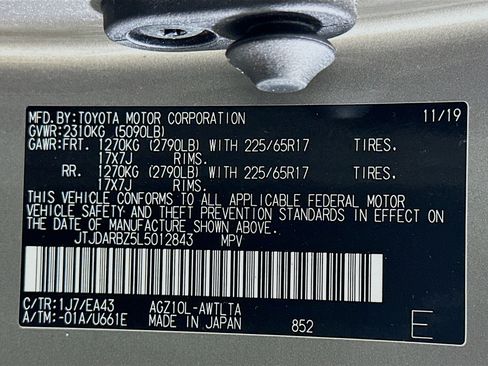 MFD.BY:TOYOTA MOTOR CORPORATION 11/19
GVWR:2310KG (5090LB)
GAWR:FRT. 1270KG (2790LB) WITH 225/65R17 TIRES.
17X7J RIMS.
RR. 1270KG (2790LB) WITH 225/65R17 TIRES.
17X7J RIMS.
THIS VEHICLE CONFORMS TO ALL APPLICABLE FEDERAL MOTOR
VEHICLE SAFETY AND THEFT PREVENTION STANDARDS IN EFFECT ON
THE DATE OF MANUFACTURE SHOWN ABOVE.
JTJDARBZ5L5012843 MPV
C/TR:1J7/EA43 AGZ10L-AWTLTA
A/TM:-01A/U661E MADE IN JAPAN 852 E